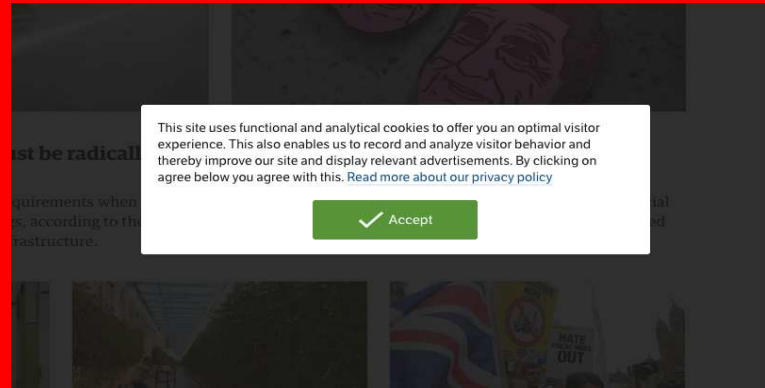 This site uses functional and analytical cookies to offer you an optimal visitor
experience. This also enables us to record and analyze visitor behavior and
thereby improve our site and display relevant advertisements. By clicking on
agree below you agree with this. Read more about our privacy policy
Accept
ust be radicall
quirements when
s, according to the
frastructure.
HATE
OUT